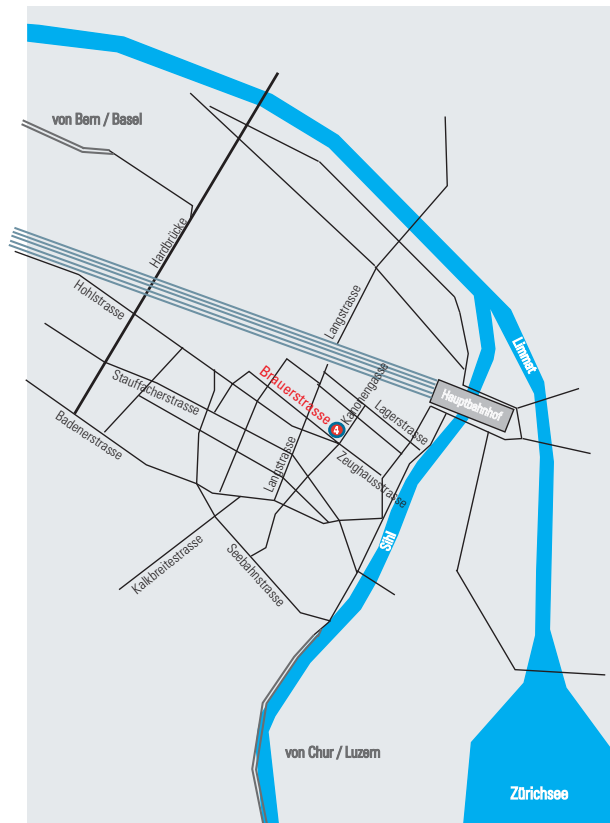 von Bern / Basel
Hardbrücke
Hohlstrasse
Langstrasse
Limmat
Brauerstrasse
4
Kanonengasse
Stauffacherstrasse
Hauptbahnhof
Lagerstrasse
Badenerstrasse
Langstrasse
Zeughausstrasse
Sihl
Kalkbreitestrasse
Seebahnstrasse
von Chur / Luzern
Zürichsee